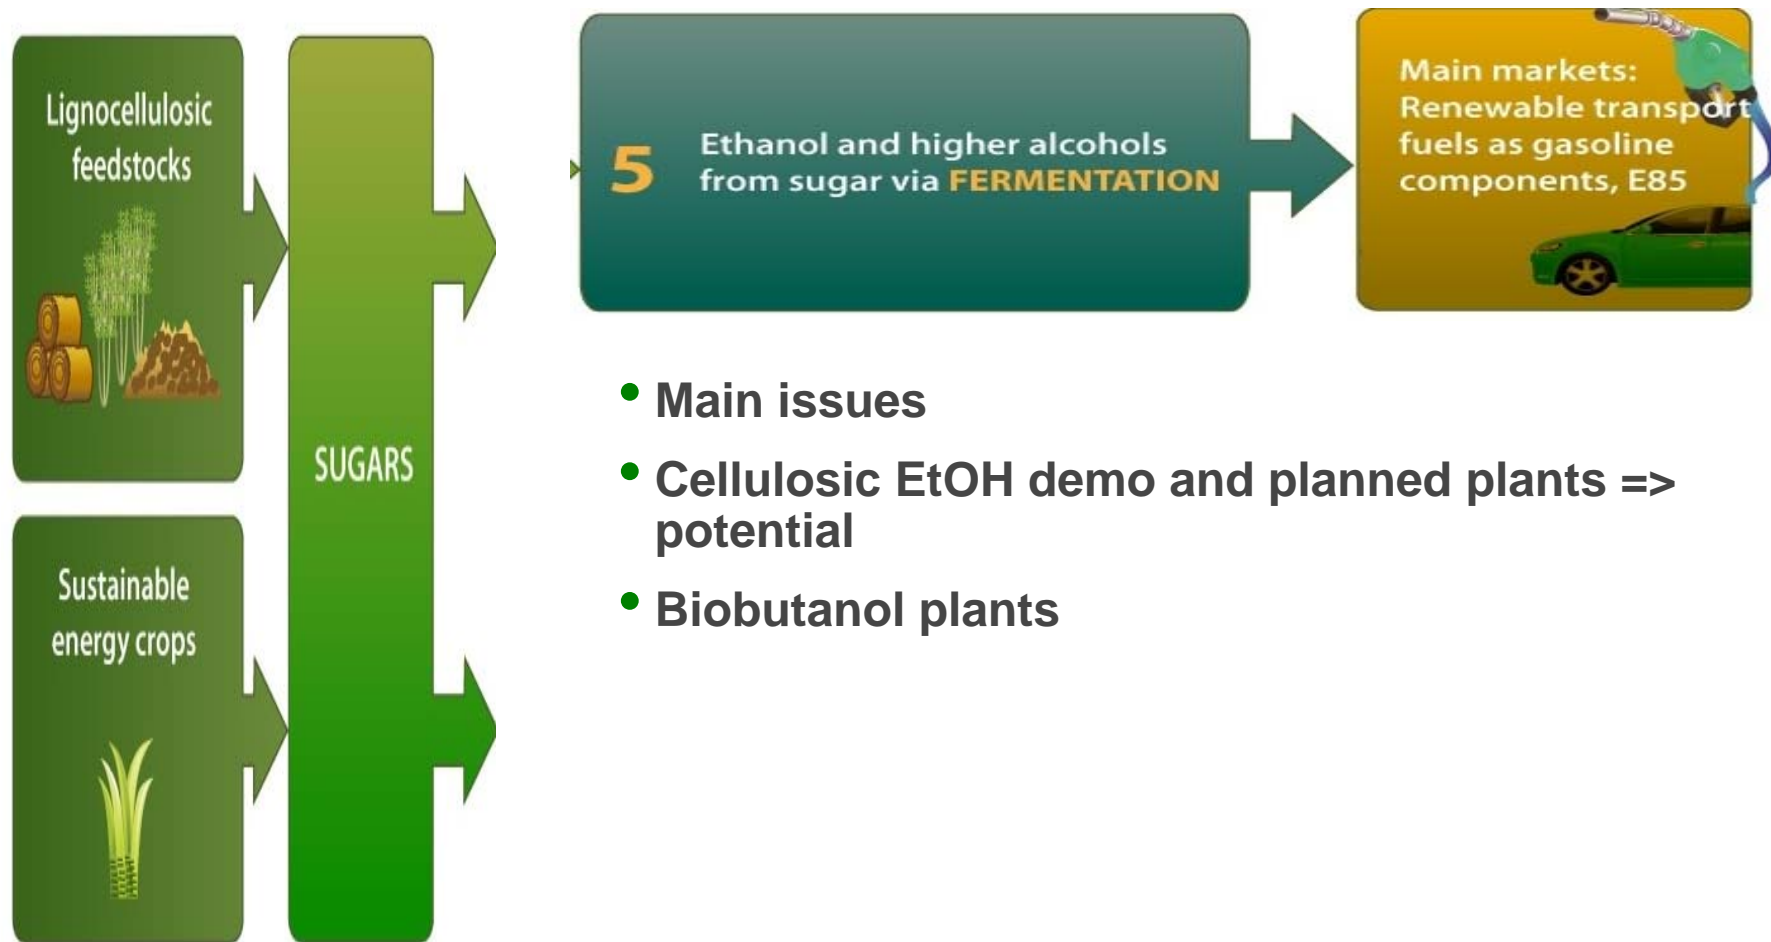 Lignocellulosic
feedstocks
Sustainable
energy crops
SUGARS
5
Ethanol and higher alcohols
from sugar via FERMENTATION
Main markets:
Renewable transport
fuels as gasoline
components, E85
• Main issues
• Cellulosic EtOH demo and planned plants =>
potential
• Biobutanol plants